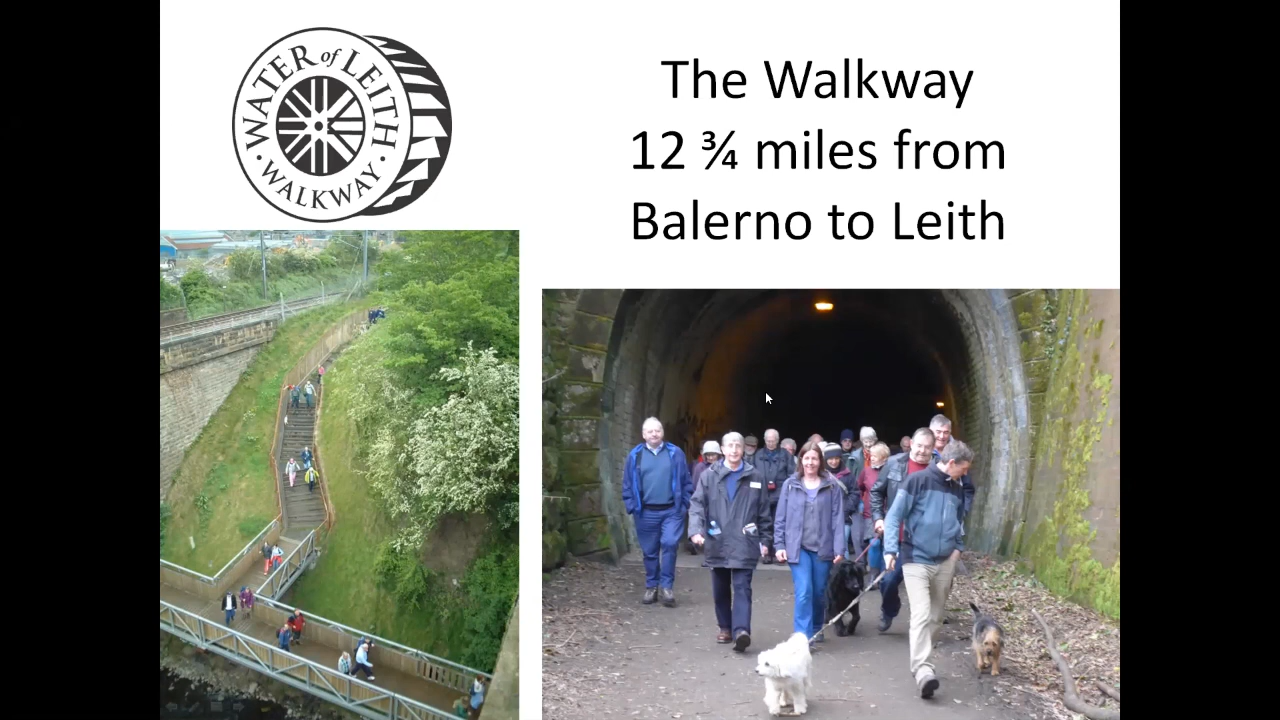 WATER of LEITH
WALKWAY
The Walkway
12 ¾ miles from
Balerno to Leith